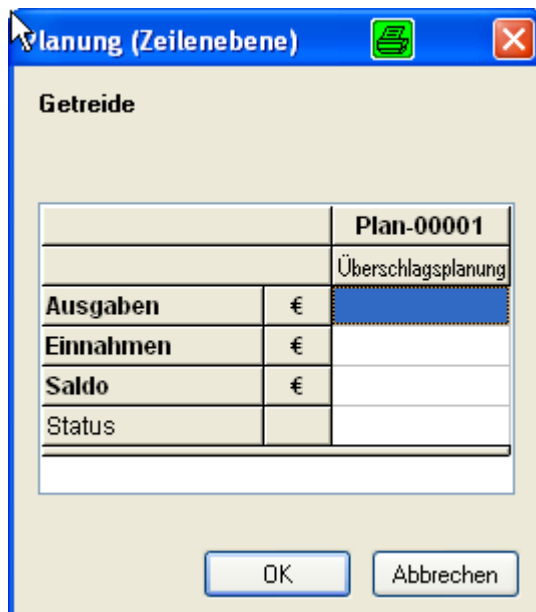 Planung (Zeilenebene)
Getreide
Plan-00001
Überschlagsplanung
Ausgaben €
Einnahmen €
Saldo €
Status
OK Abbrechen